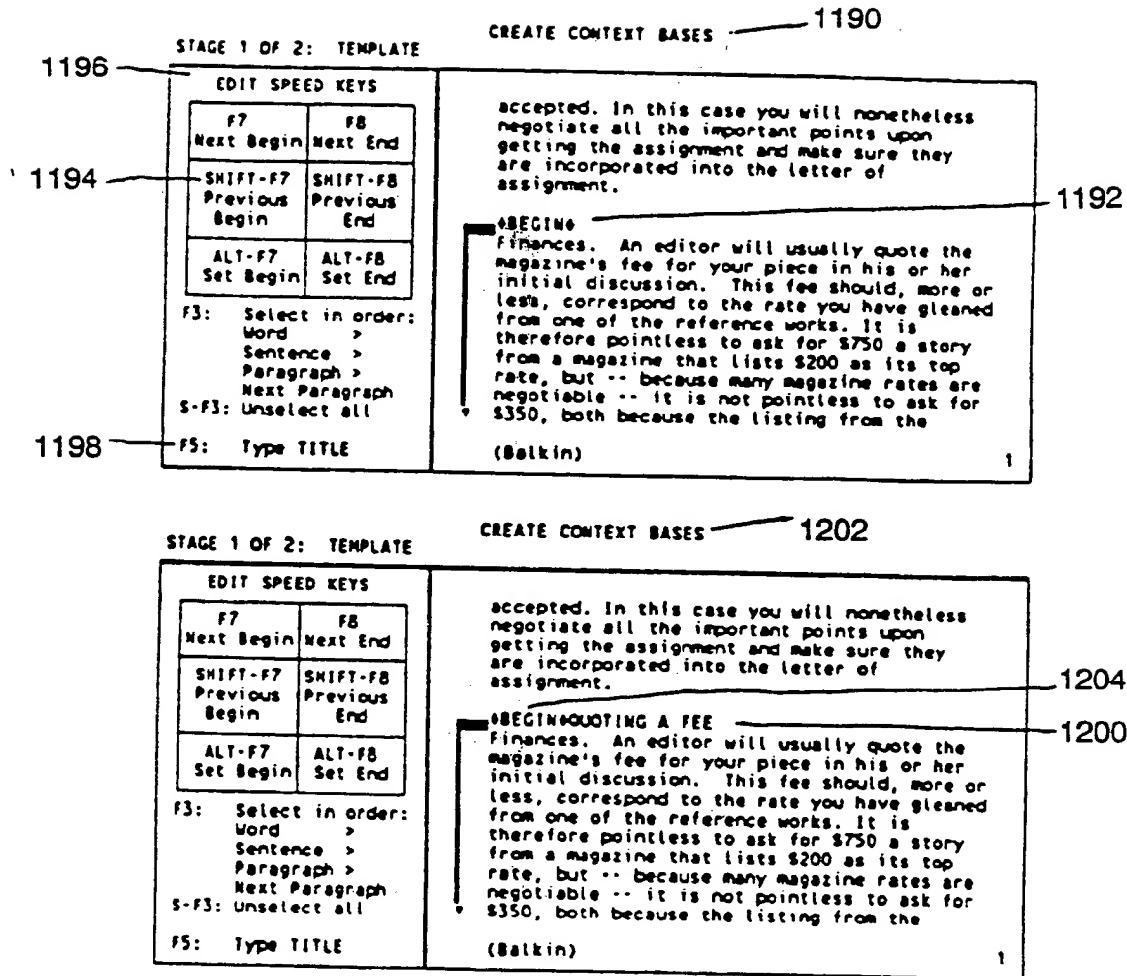 CREATE CONTEXT BASES 1190
STAGE 1 OF 2: TEMPLATE
1196
EDIT SPEED KEYS
F7 F8
Next Begin Next End
1194
SHIFT-F7 SHIFT-F8
Previous Previous
Begin End
ALT-F7 ALT-F8
Set Begin Set End
F3: Select in order:
Word >
Sentence >
Paragraph >
Next Paragraph
S-F3: Unselect all
1198
F5: Type TITLE
accepted. In this case you will nonetheless
negotiate all the important points upon
getting the assignment and make sure they
are incorporated into the letter of
assignment.
1192
♦BEGIN♦
Finances. An editor will usually quote the
magazine's fee for your piece in his or her
initial discussion. This fee should, more or
less, correspond to the rate you have gleaned
from one of the reference works. It is
therefore pointless to ask for $750 a story
from a magazine that lists $200 as its top
rate, but -- because many magazine rates are
negotiable -- it is not pointless to ask for
$350, both because the listing from the
(Balkin) 1
CREATE CONTEXT BASES 1202
STAGE 1 OF 2: TEMPLATE
EDIT SPEED KEYS
F7 F8
Next Begin Next End
SHIFT-F7 SHIFT-F8
Previous Previous
Begin End
ALT-F7 ALT-F8
Set Begin Set End
F3: Select in order:
Word >
Sentence >
Paragraph >
Next Paragraph
S-F3: Unselect all
F5: Type TITLE
accepted. In this case you will nonetheless
negotiate all the important points upon
getting the assignment and make sure they
are incorporated into the letter of
assignment.
1204
♦BEGIN♦QUOTING A FEE 1200
Finances. An editor will usually quote the
magazine's fee for your piece in his or her
initial discussion. This fee should, more or
less, correspond to the rate you have gleaned
from one of the reference works. It is
therefore pointless to ask for $750 a story
from a magazine that lists $200 as its top
rate, but -- because many magazine rates are
negotiable -- it is not pointless to ask for
$350, both because the listing from the
(Balkin) 1